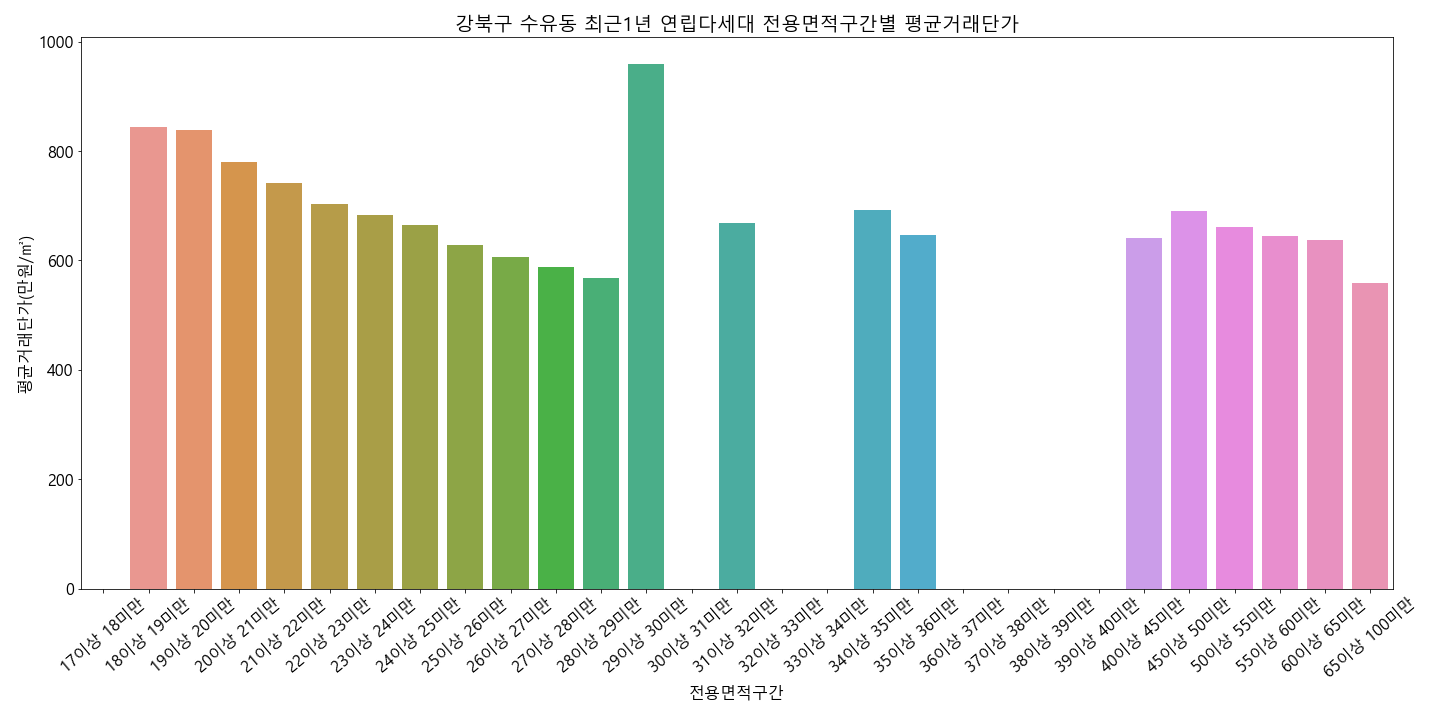 강북구 수유동 최근1년 연립다세대 전용면적구간별 평균거래단가
평균거래단가(만원/㎡)
1000
800
600
400
200
0
17이상 18미만
18이상 19미만
19이상 20미만
20이상 21미만
21이상 22미만
22이상 23미만
23이상 24미만
24이상 25미만
25이상 26미만
26이상 27미만
27이상 28미만
28이상 29미만
29이상 30미만
30이상 31미만
31이상 32미만
32이상 33미만
33이상 34미만
34이상 35미만
35이상 36미만
36이상 37미만
37이상 38미만
38이상 39미만
39이상 40미만
40이상 45미만
45이상 50미만
50이상 55미만
55이상 60미만
60이상 65미만
65이상 100미만
전용면적구간